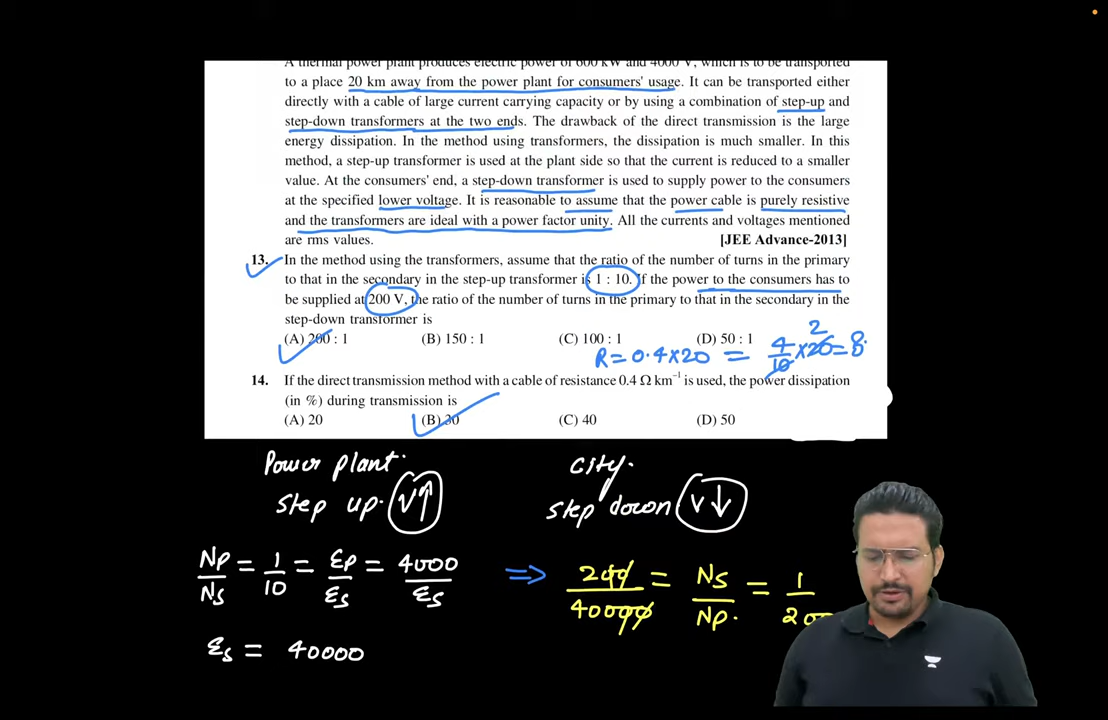 A thermal power plant produces electric power of 600 kW and 4000 V, which is to be transported
to a place 20 km away from the power plant for consumers' usage. It can be transported either
directly with a cable of large current carrying capacity or by using a combination of step-up and
step-down transformers at the two ends. The drawback of the direct transmission is the large
energy dissipation. In the method using transformers, the dissipation is much smaller. In this
method, a step-up transformer is used at the plant side so that the current is reduced to a smaller
value. At the consumers' end, a step-down transformer is used to supply power to the consumers
at the specified lower voltage. It is reasonable to assume that the power cable is purely resistive
and the transformers are ideal with a power factor unity. All the currents and voltages mentioned
are rms values. [JEE Advance-2013]
13. In the method using the transformers, assume that the ratio of the number of turns in the primary
to that in the secondary in the step-up transformer is 1 : 10. If the power to the consumers has to
be supplied at 200 V, the ratio of the number of turns in the primary to that in the secondary in the
step-down transformer is
(A) 200 : 1 (B) 150 : 1 (C) 100 : 1 (D) 50 : 1
R = 0.4 × 20 = 4/10 × 20 2 = 8.
14. If the direct transmission method with a cable of resistance 0.4 Ω km⁻¹ is used, the power dissipation
(in %) during transmission is
(A) 20 (B) 30 (C) 40 (D) 50
Power plant. City.
Step up. V↑ Step down V↓
Np/Ns = 1/10 = εp/εs = 4000/εs ⇒ 200/40000 = Ns/Np. = 1/200
εs = 40000